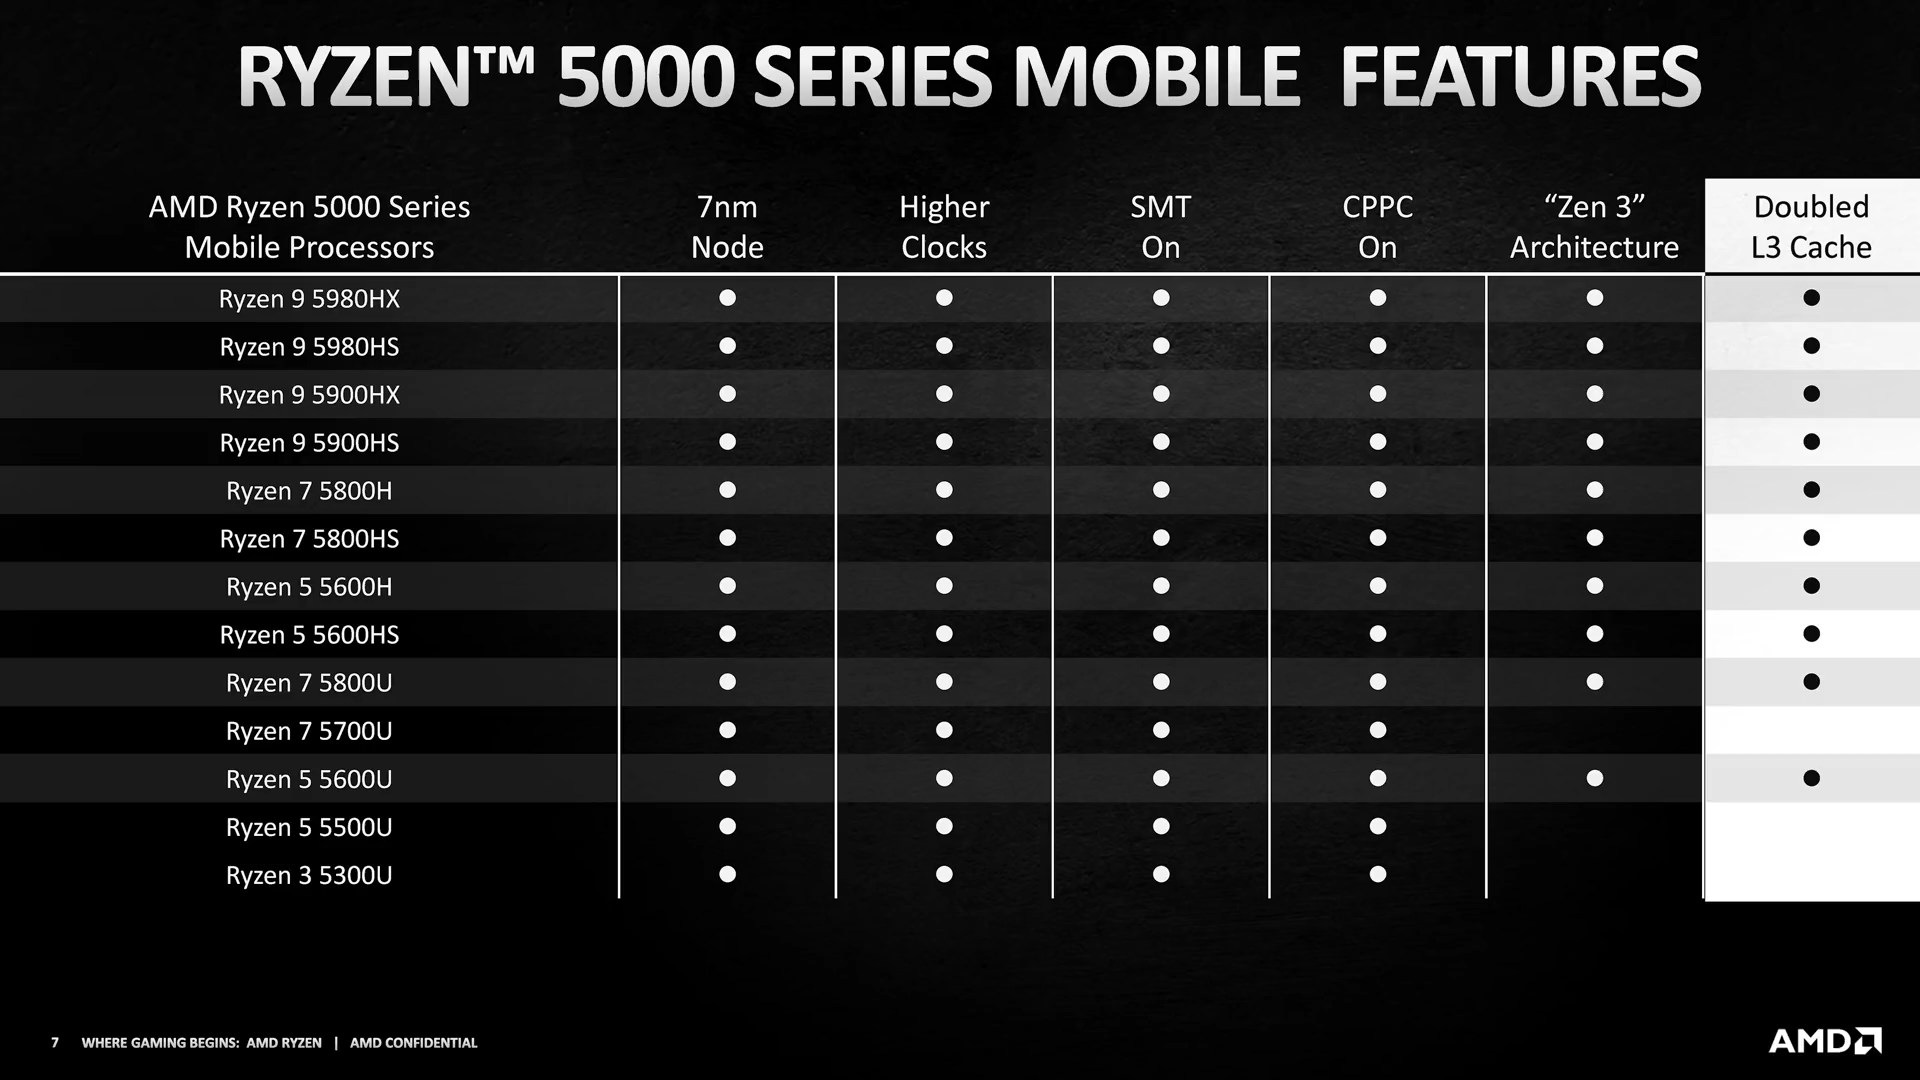 RYZEN™ 5000 SERIES MOBILE FEATURES
AMD Ryzen 5000 Series
Mobile Processors
7nm
Node
Higher
Clocks
SMT
On
CPPC
On
“Zen 3”
Architecture
Doubled
L3 Cache
Ryzen 9 5980HX
Ryzen 9 5980HS
Ryzen 9 5900HX
Ryzen 9 5900HS
Ryzen 7 5800H
Ryzen 7 5800HS
Ryzen 5 5600H
Ryzen 5 5600HS
Ryzen 7 5800U
Ryzen 7 5700U
Ryzen 5 5600U
Ryzen 5 5500U
Ryzen 3 5300U
7 WHERE GAMING BEGINS: AMD RYZEN | AMD CONFIDENTIAL
AMD